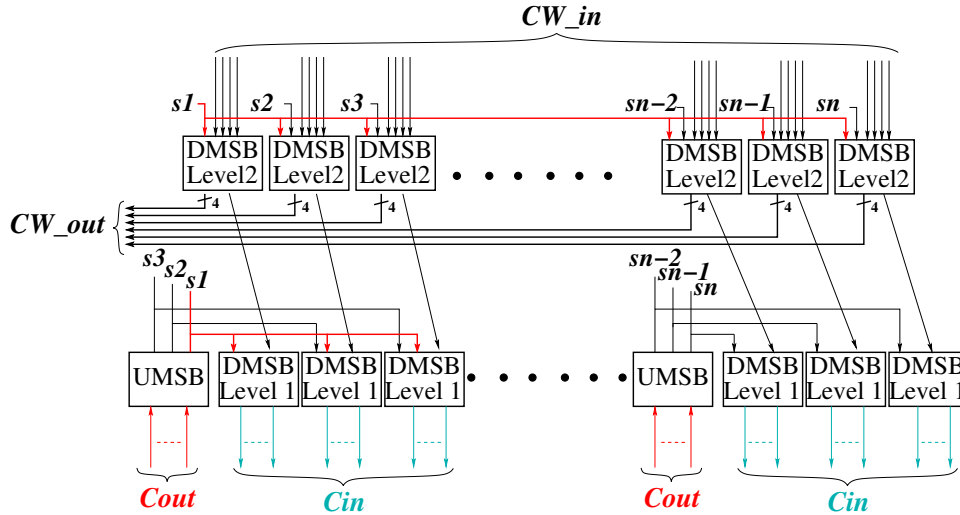 CW_in
s1 s2 s3 sn-2 sn-1 sn
DMSB DMSB DMSB DMSB DMSB DMSB
Level2 Level2 Level2 Level2 Level2 Level2
4 4 4 4 4 4
CW_out
s3 s2 s1 sn-2 sn-1 sn
UMSB DMSB DMSB DMSB UMSB DMSB DMSB DMSB
Level 1 Level 1 Level 1 Level 1 Level 1 Level 1
Cout Cin Cout Cin